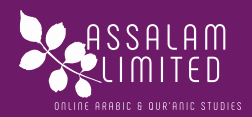 ASSALAM
LIMITED
ONLINE ARABIC & QUR'ANIC STUDIES